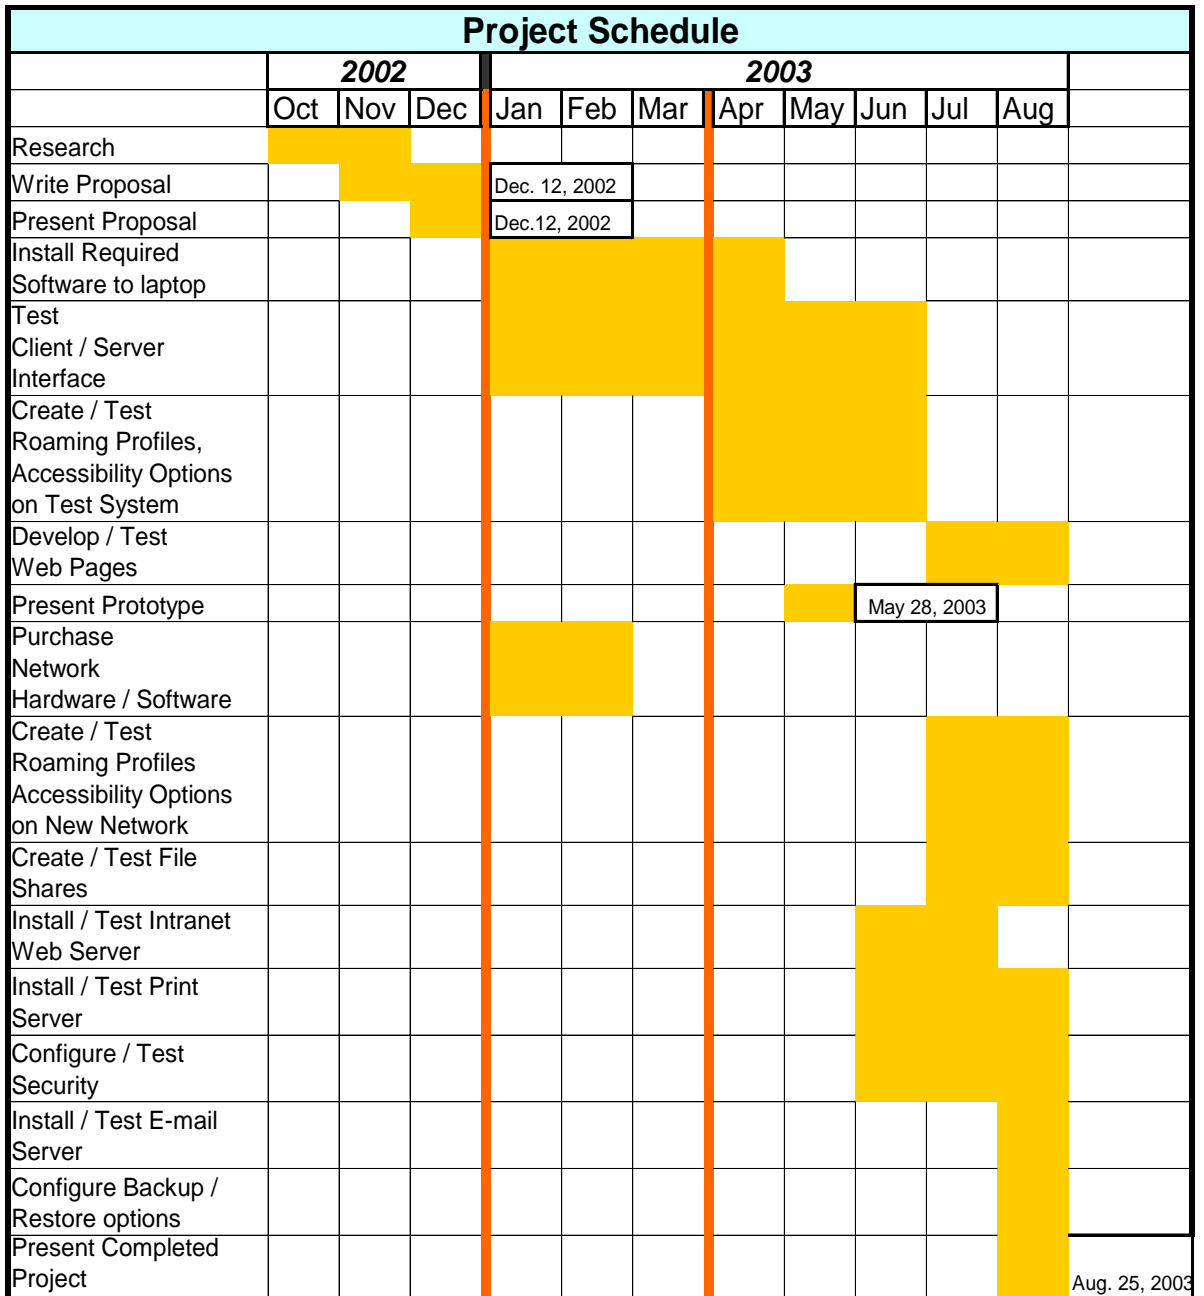 Project Schedule
2002 2003
Oct Nov Dec Jan Feb Mar Apr May Jun Jul Aug
Research
Write Proposal Dec. 12, 2002
Present Proposal Dec.12, 2002
Install Required
Software to laptop
Test
Client / Server
Interface
Create / Test
Roaming Profiles,
Accessibility Options
on Test System
Develop / Test
Web Pages
Present Prototype May 28, 2003
Purchase
Network
Hardware / Software
Create / Test
Roaming Profiles
Accessibility Options
on New Network
Create / Test File
Shares
Install / Test Intranet
Web Server
Install / Test Print
Server
Configure / Test
Security
Install / Test E-mail
Server
Configure Backup /
Restore options
Present Completed
Project Aug. 25, 2003